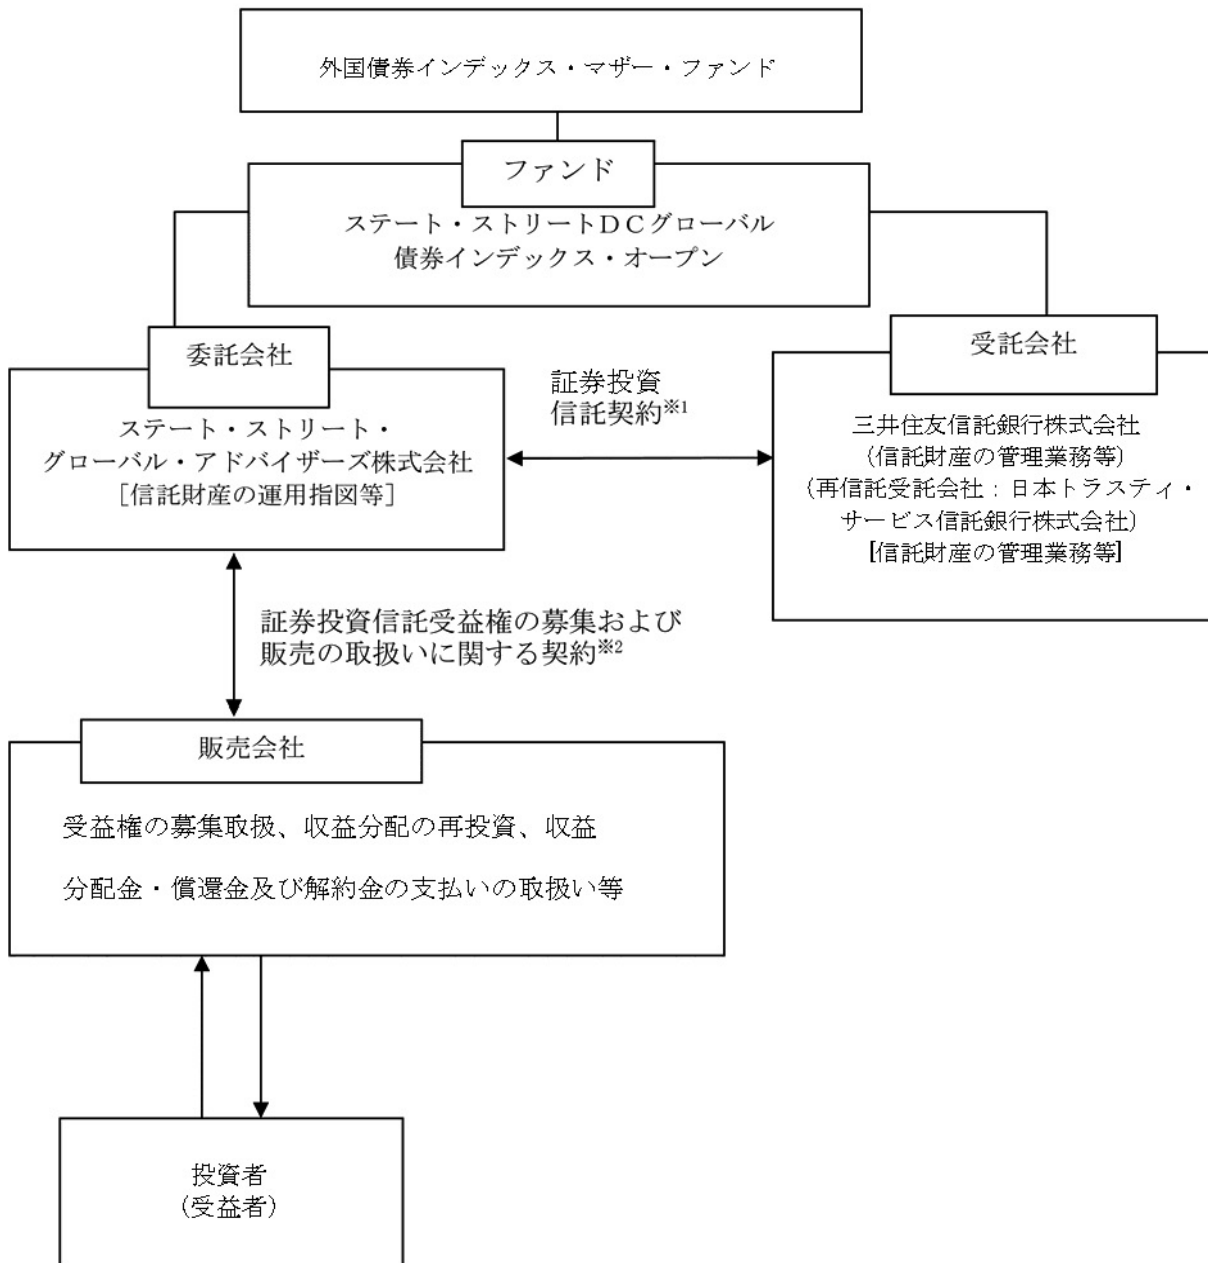 外国債券インデックス・マザー・ファンド
ファンド
ステート・ストリートＤＣグローバル
債券インデックス・オープン
委託会社
ステート・ストリート・
グローバル・アドバイザーズ株式会社
［信託財産の運用指図等］
証券投資
信託契約※1
受託会社
三井住友信託銀行株式会社
（信託財産の管理業務等）
（再信託受託会社：日本トラスティ・
サービス信託銀行株式会社）
[信託財産の管理業務等]
証券投資信託受益権の募集および
販売の取扱いに関する契約※2
販売会社
受益権の募集取扱、収益分配の再投資、収益
分配金・償還金及び解約金の支払いの取扱い等
投資者
（受益者）